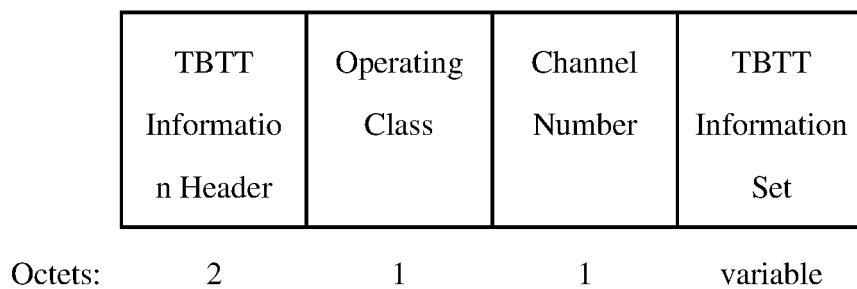 TBTT Operating Channel TBTT
Informatio Class Number Information
n Header Set
Octets: 2 1 1 variable